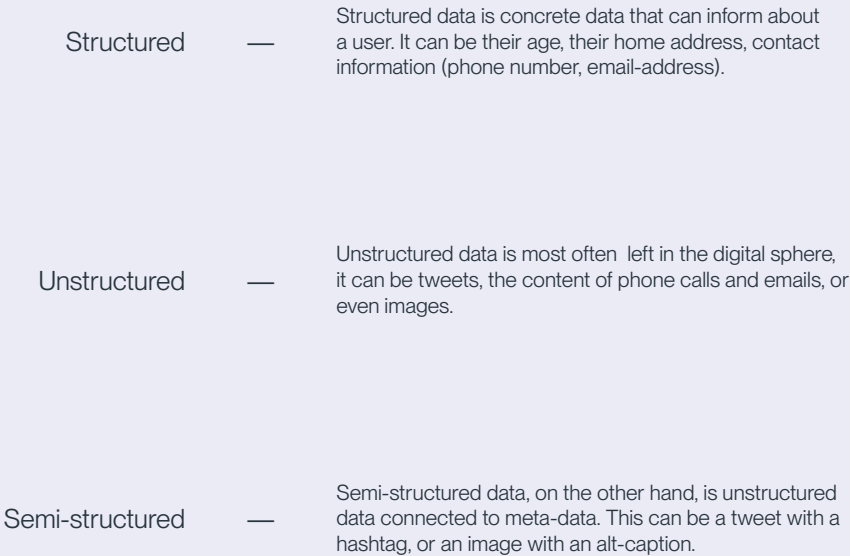 Structured data is concrete data that can inform about
Structured — a user. It can be their age, their home address, contact
information (phone number, email-address).
Unstructured data is most often  left in the digital sphere,
Unstructured — it can be tweets, the content of phone calls and emails, or
even images.
Semi-structured data, on the other hand, is unstructured
Semi-structured — data connected to meta-data. This can be a tweet with a
hashtag, or an image with an alt-caption.